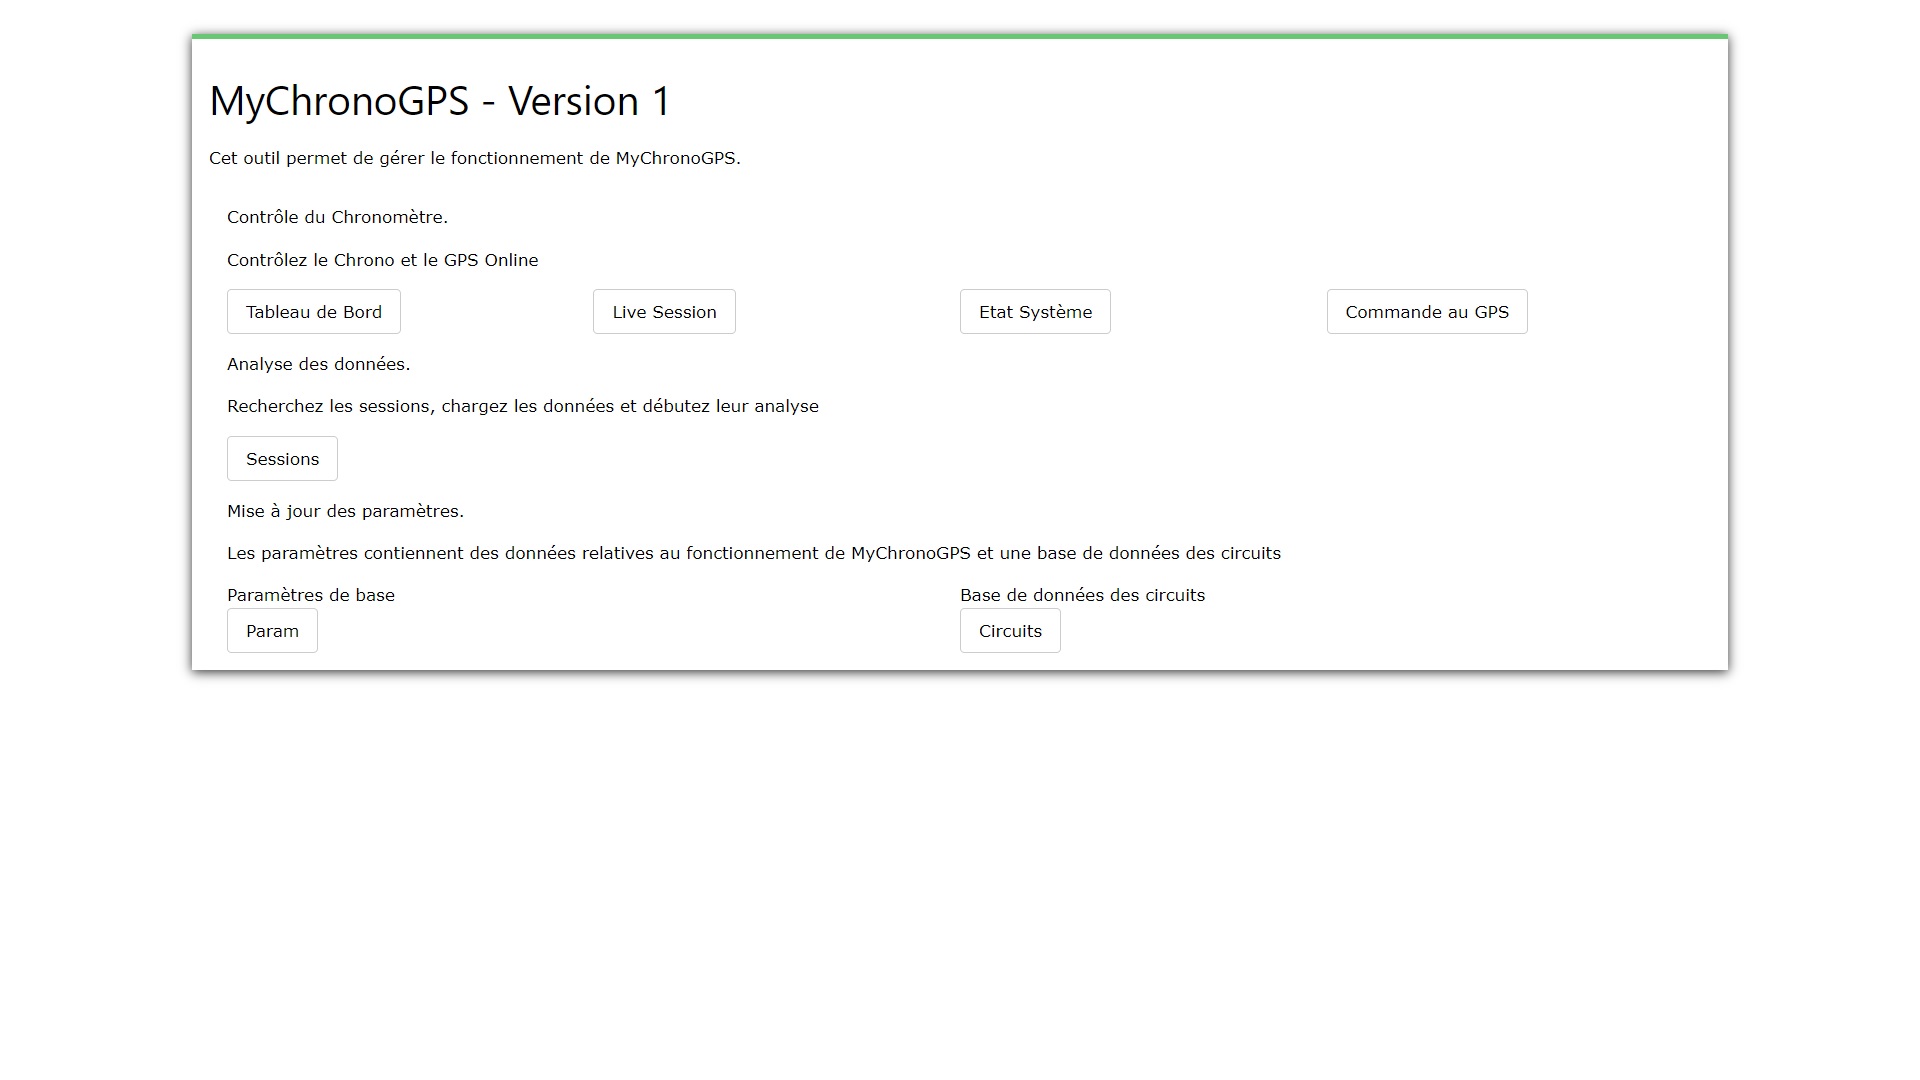 MyChronoGPS - Version 1
Cet outil permet de gérer le fonctionnement de MyChronoGPS.
Contrôle du Chronomètre.
Contrôlez le Chrono et le GPS Online
Tableau de Bord
Live Session
Etat Système
Commande au GPS
Analyse des données.
Recherchez les sessions, chargez les données et débutez leur analyse
Sessions
Mise à jour des paramètres.
Les paramètres contiennent des données relatives au fonctionnement de MyChronoGPS et une base de données des circuits
Paramètres de base
Param
Base de données des circuits
Circuits